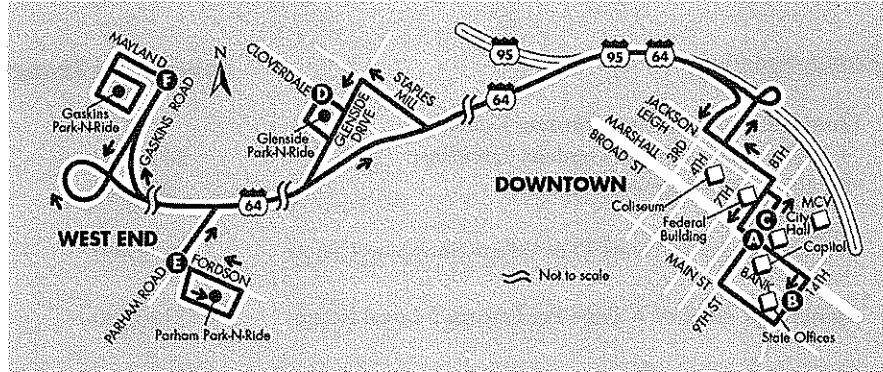 MAYLAND
F
GASKINS ROAD
Gaskins
Park-N-Ride
N
CLOVERDALE
D
Glenside
Park-N-Ride
GLENSIDE
DRIVE
STAPLES
MILL
64
95
95
64
64
WEST END
PARHAM ROAD
E
FORDSON
Parham Park-N-Ride
DOWNTOWN
Not to scale
JACKSON
LEIGH
3RD
4TH
MARSHALL
BROAD ST
7TH
8TH
Coliseum
Federal
Building
MCV
C
City
Hall
A
Capitol
MAIN ST
BANK
9TH ST
B
14TH
State Offices